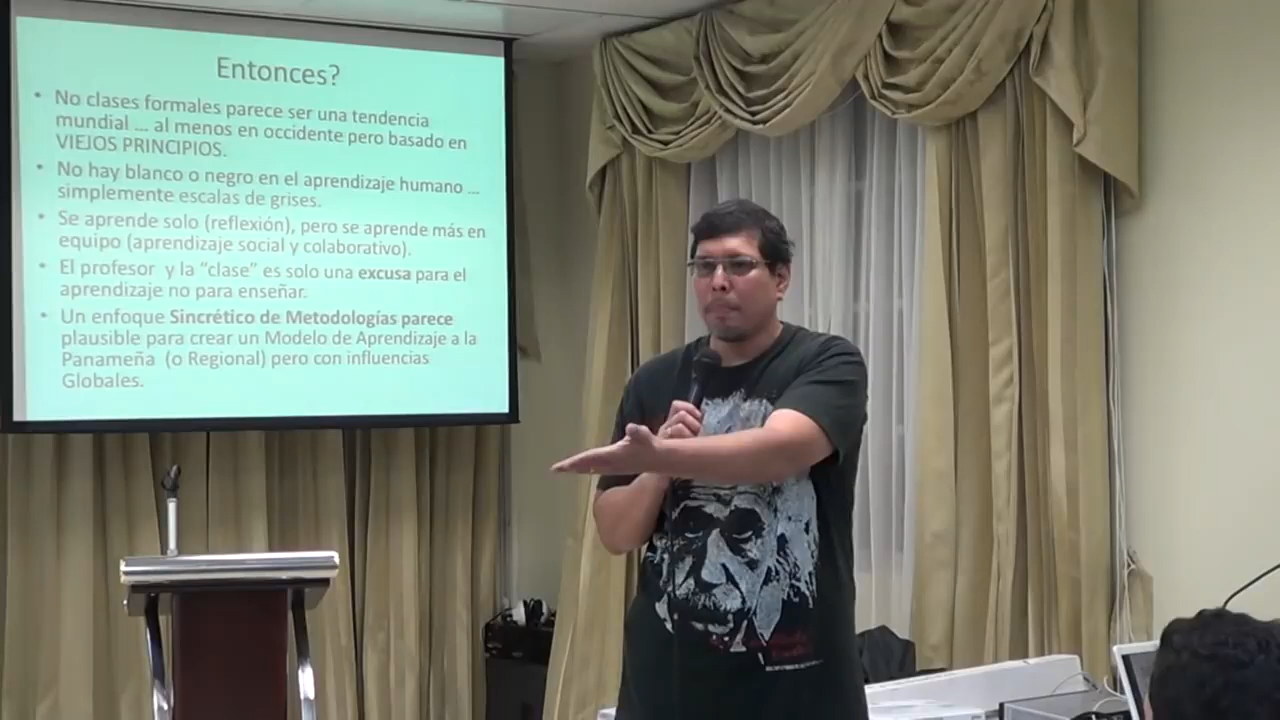 Entonces?
• No clases formales parece ser una tendencia
mundial ... al menos en occidente pero basado en
VIEJOS PRINCIPIOS.
• No hay blanco o negro en el aprendizaje humano ...
simplemente escalas de grises.
• Se aprende solo (reflexión), pero se aprende más en
equipo (aprendizaje social y colaborativo).
• El profesor y la "clase" es solo una excusa para el
aprendizaje no para enseñar.
• Un enfoque Sincrético de Metodologías parece
plausible para crear un Modelo de Aprendizaje a la
Panameña (o Regional) pero con influencias
Globales.